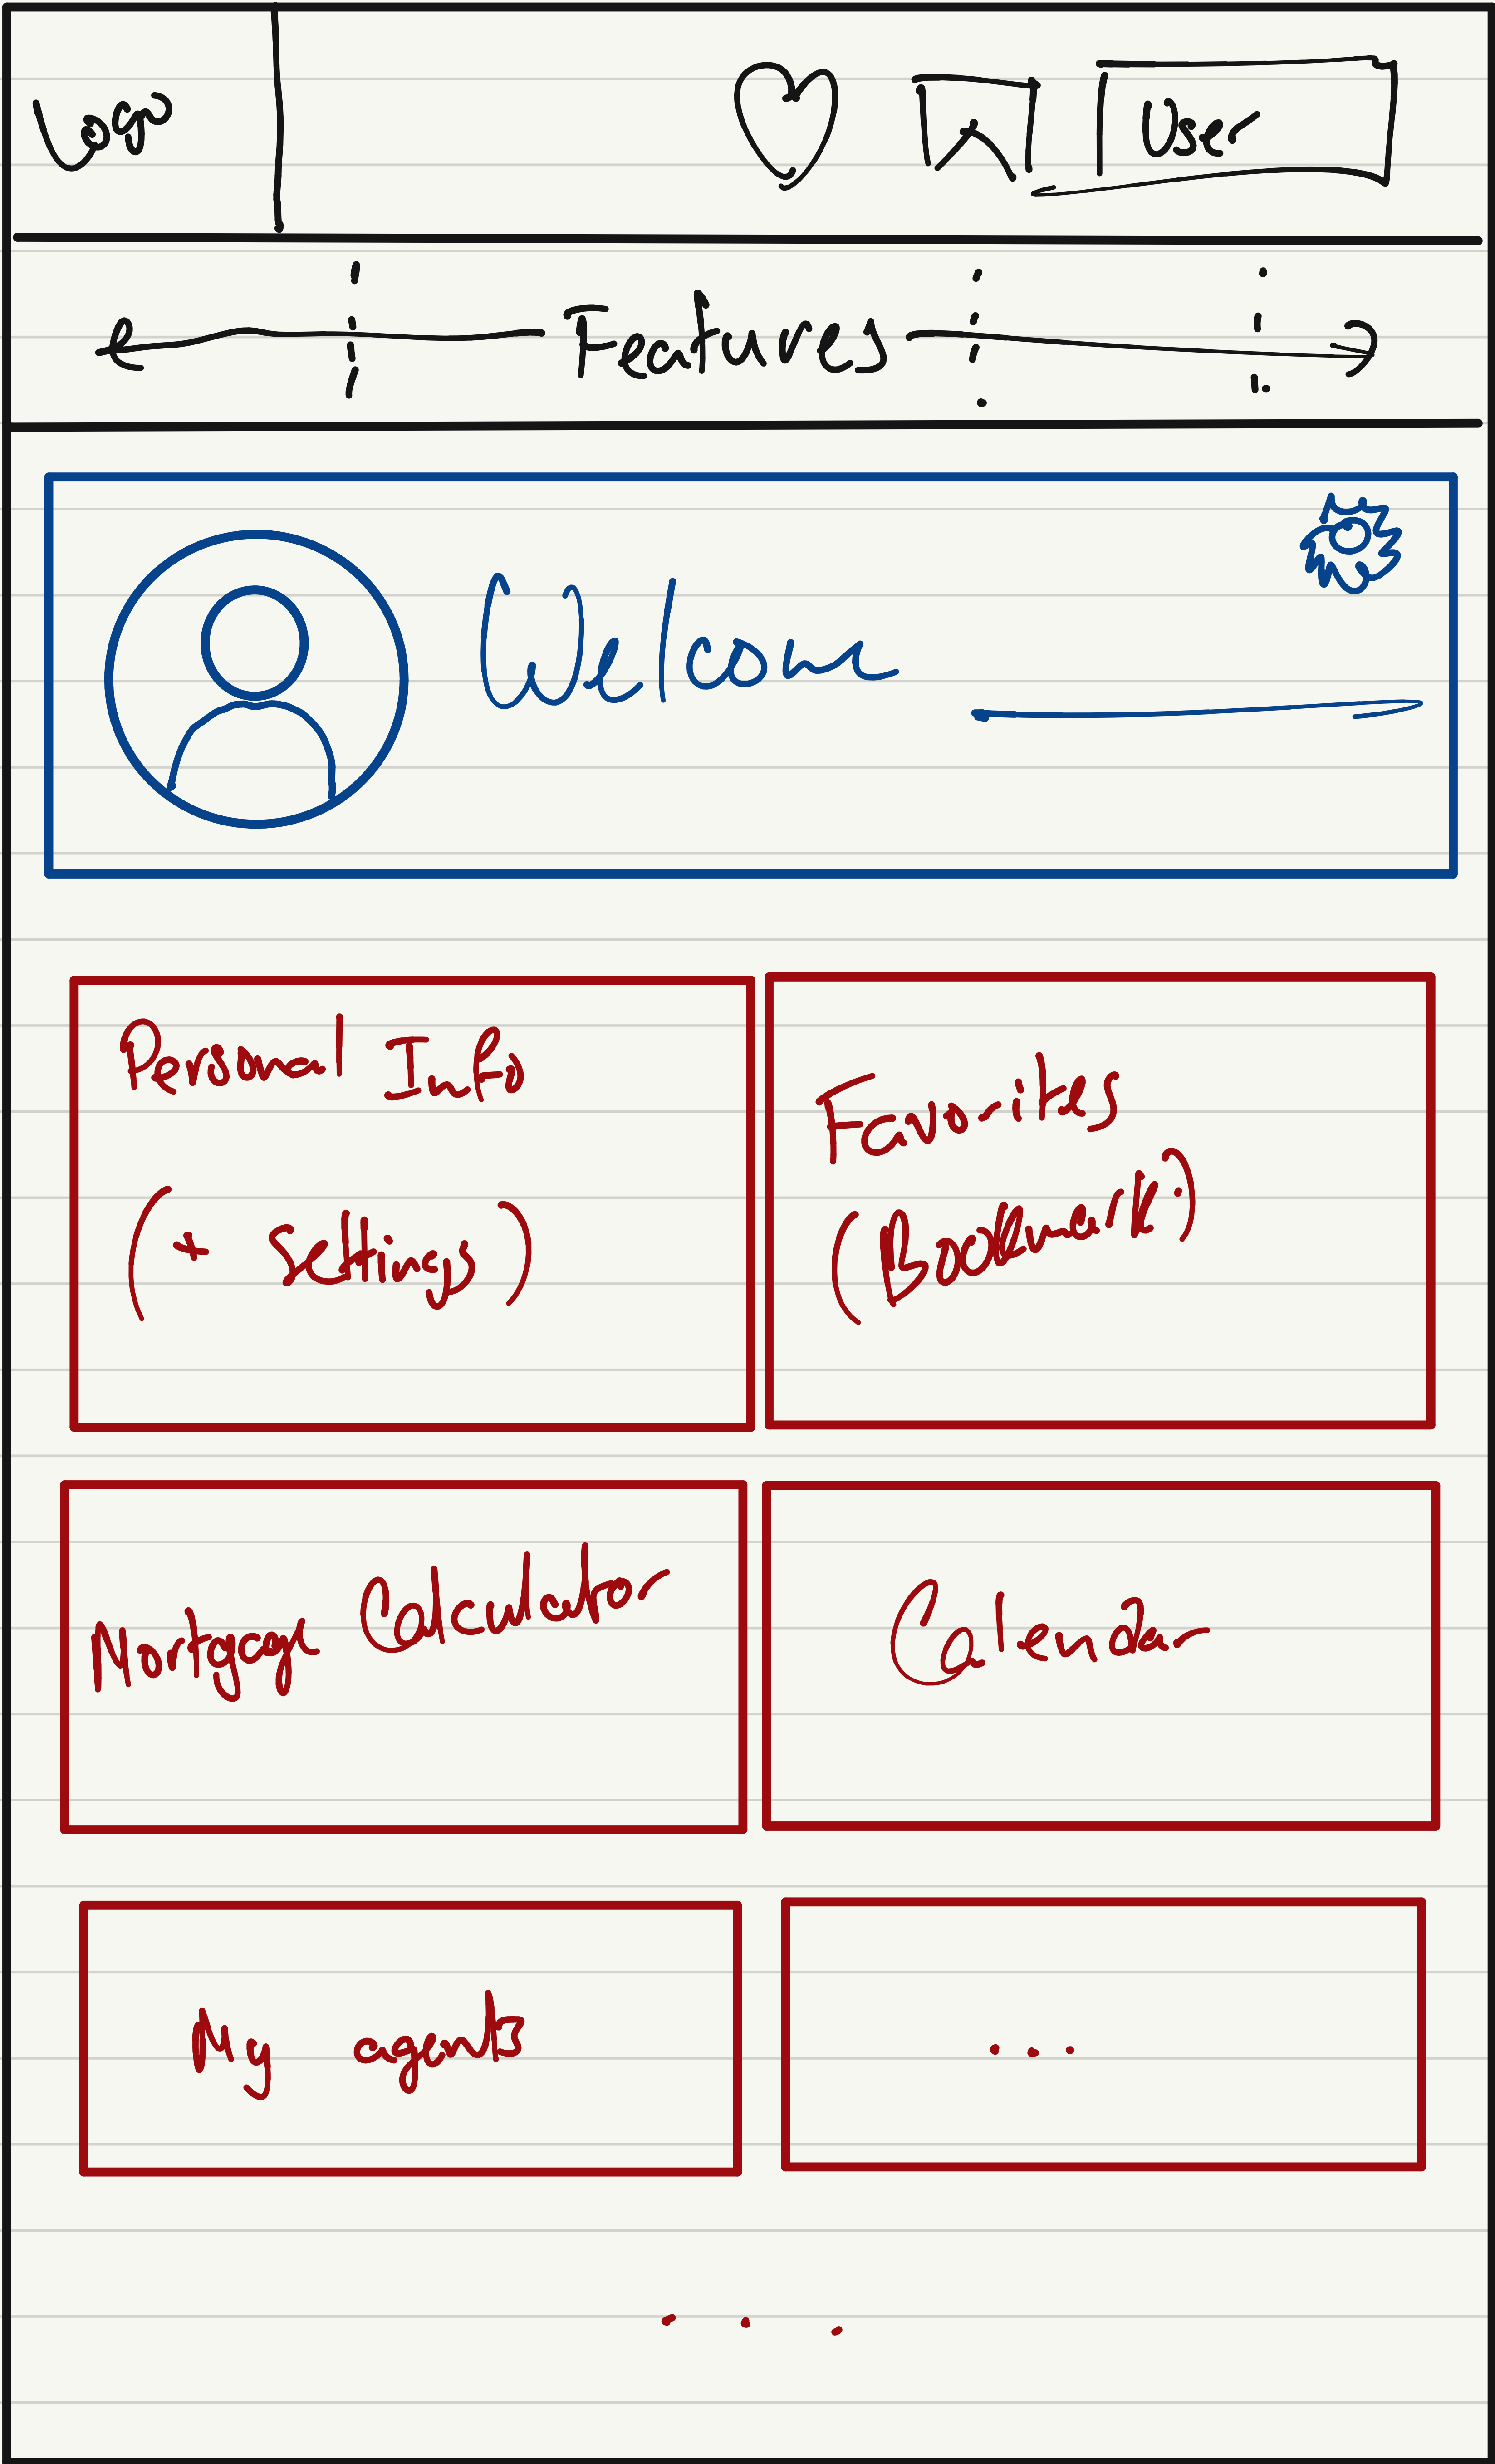 Logo
User
Features
Welcome
Personal Info
(+ Settings)
Favorites
(Bookmark)
Mortgage Calculator
Calendar
My agents
...
...